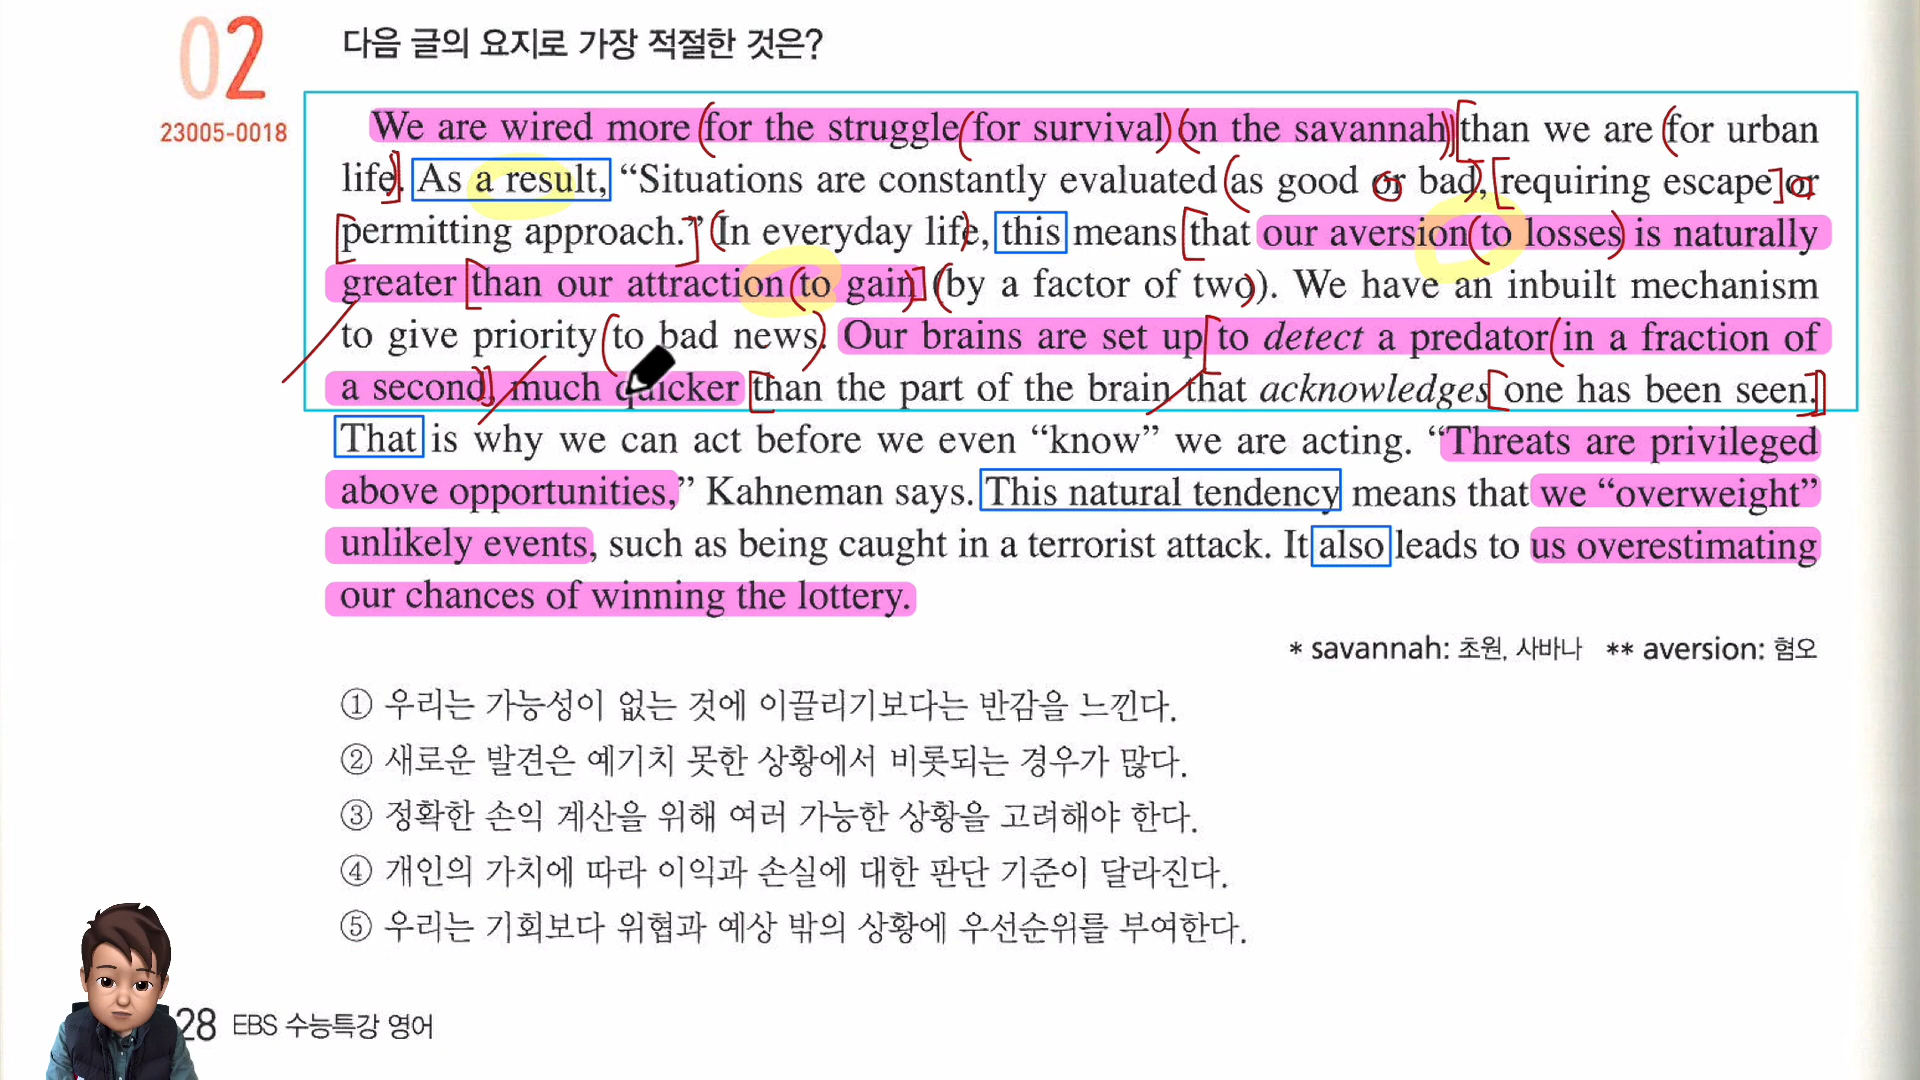 02
다음 글의 요지로 가장 적절한 것은?
23005-0018
We are wired more for the struggle for survival on the savannah than we are for urban
life. As a result, “Situations are constantly evaluated as good or bad, requiring escape or
permitting approach.” In everyday life, this means that our aversion to losses is naturally
greater than our attraction to gain (by a factor of two). We have an inbuilt mechanism
to give priority to bad news. Our brains are set up to detect a predator in a fraction of
a second, much quicker than the part of the brain that acknowledges one has been seen.
That is why we can act before we even “know” we are acting. “Threats are privileged
above opportunities,” Kahneman says. This natural tendency means that we “overweight”
unlikely events, such as being caught in a terrorist attack. It also leads to us overestimating
our chances of winning the lottery.
* savannah: 초원, 사바나 ** aversion: 혐오
① 우리는 가능성이 없는 것에 이끌리기보다는 반감을 느낀다.
② 새로운 발견은 예기치 못한 상황에서 비롯되는 경우가 많다.
③ 정확한 손익 계산을 위해 여러 가능한 상황을 고려해야 한다.
④ 개인의 가치에 따라 이익과 손실에 대한 판단 기준이 달라진다.
⑤ 우리는 기회보다 위협과 예상 밖의 상황에 우선순위를 부여한다.
28 EBS 수능특강 영어